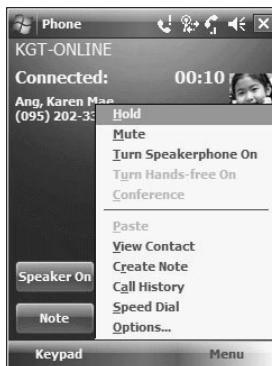 Phone
KGT-ONLINE
Connected: 00:10
Ang, Karen Mae
(095) 202-33
Hold
Mute
Turn Speakerphone On
Turn Hands-free On
Conference
Paste
View Contact
Create Note
Call History
Speed Dial
Options...
Speaker On
Note
Keypad Menu